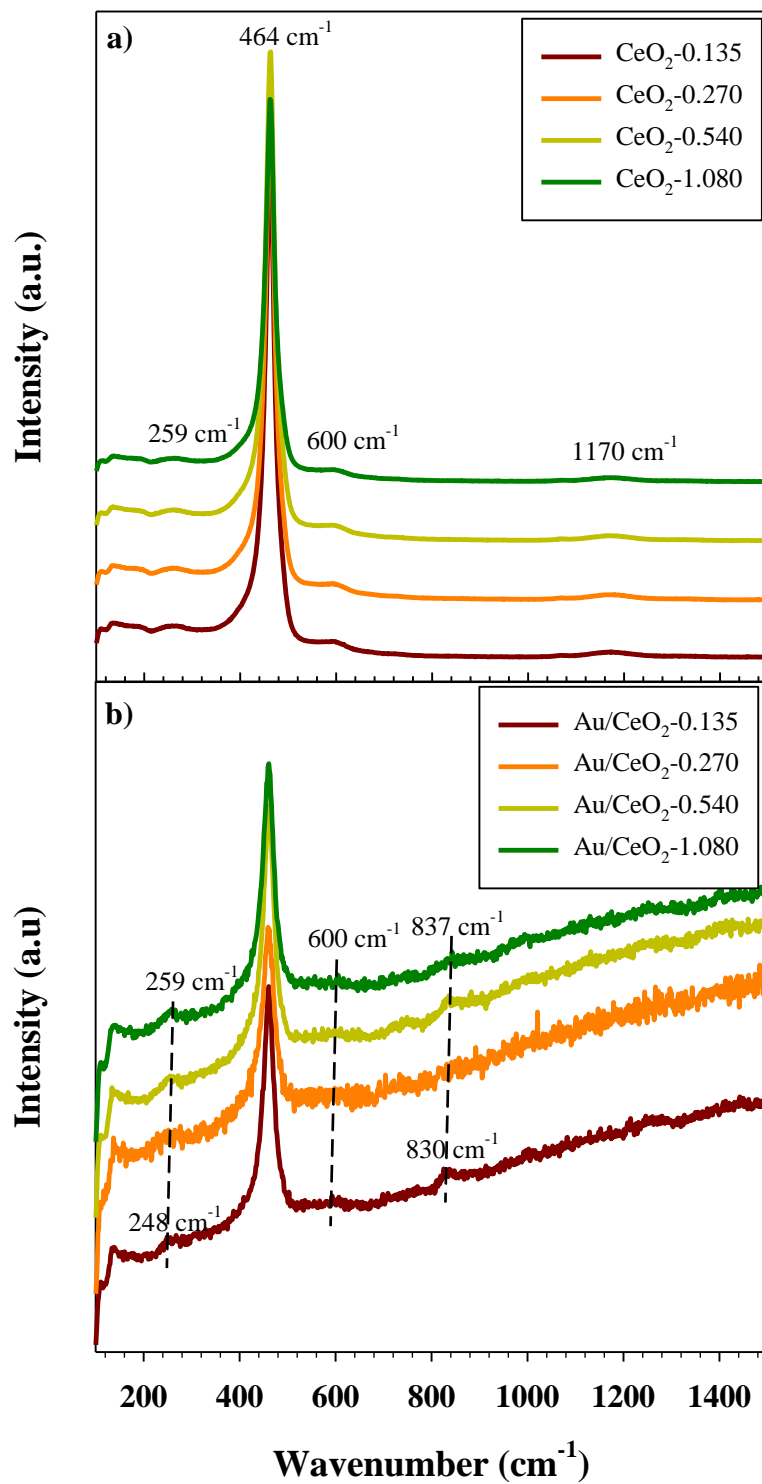 a)
464 cm⁻¹
CeO₂-0.135
CeO₂-0.270
CeO₂-0.540
CeO₂-1.080
Intensity (a.u.)
259 cm⁻¹
600 cm⁻¹
1170 cm⁻¹
b)
Au/CeO₂-0.135
Au/CeO₂-0.270
Au/CeO₂-0.540
Au/CeO₂-1.080
Intensity (a.u)
259 cm⁻¹
600 cm⁻¹
837 cm⁻¹
248 cm⁻¹
830 cm⁻¹
200 400 600 800 1000 1200 1400
Wavenumber (cm⁻¹)